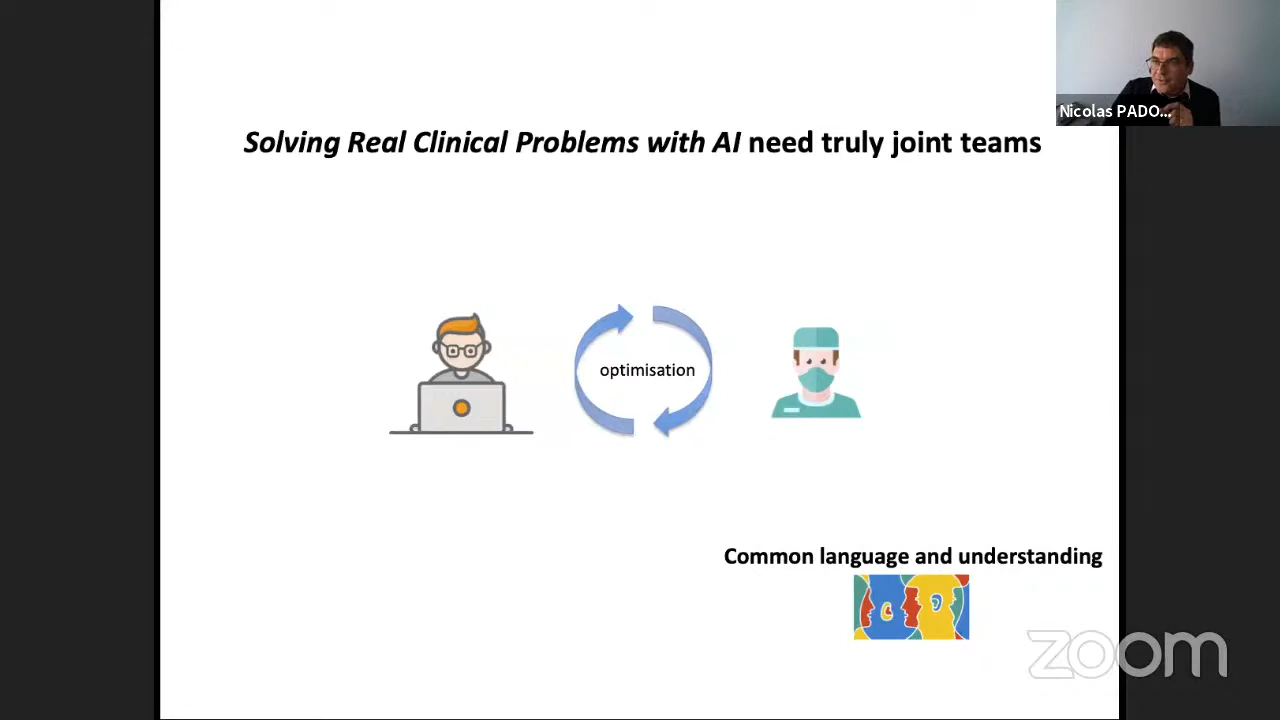 Nicolas PADO...
Solving Real Clinical Problems with AI need truly joint teams
optimisation
Common language and understanding
zoom